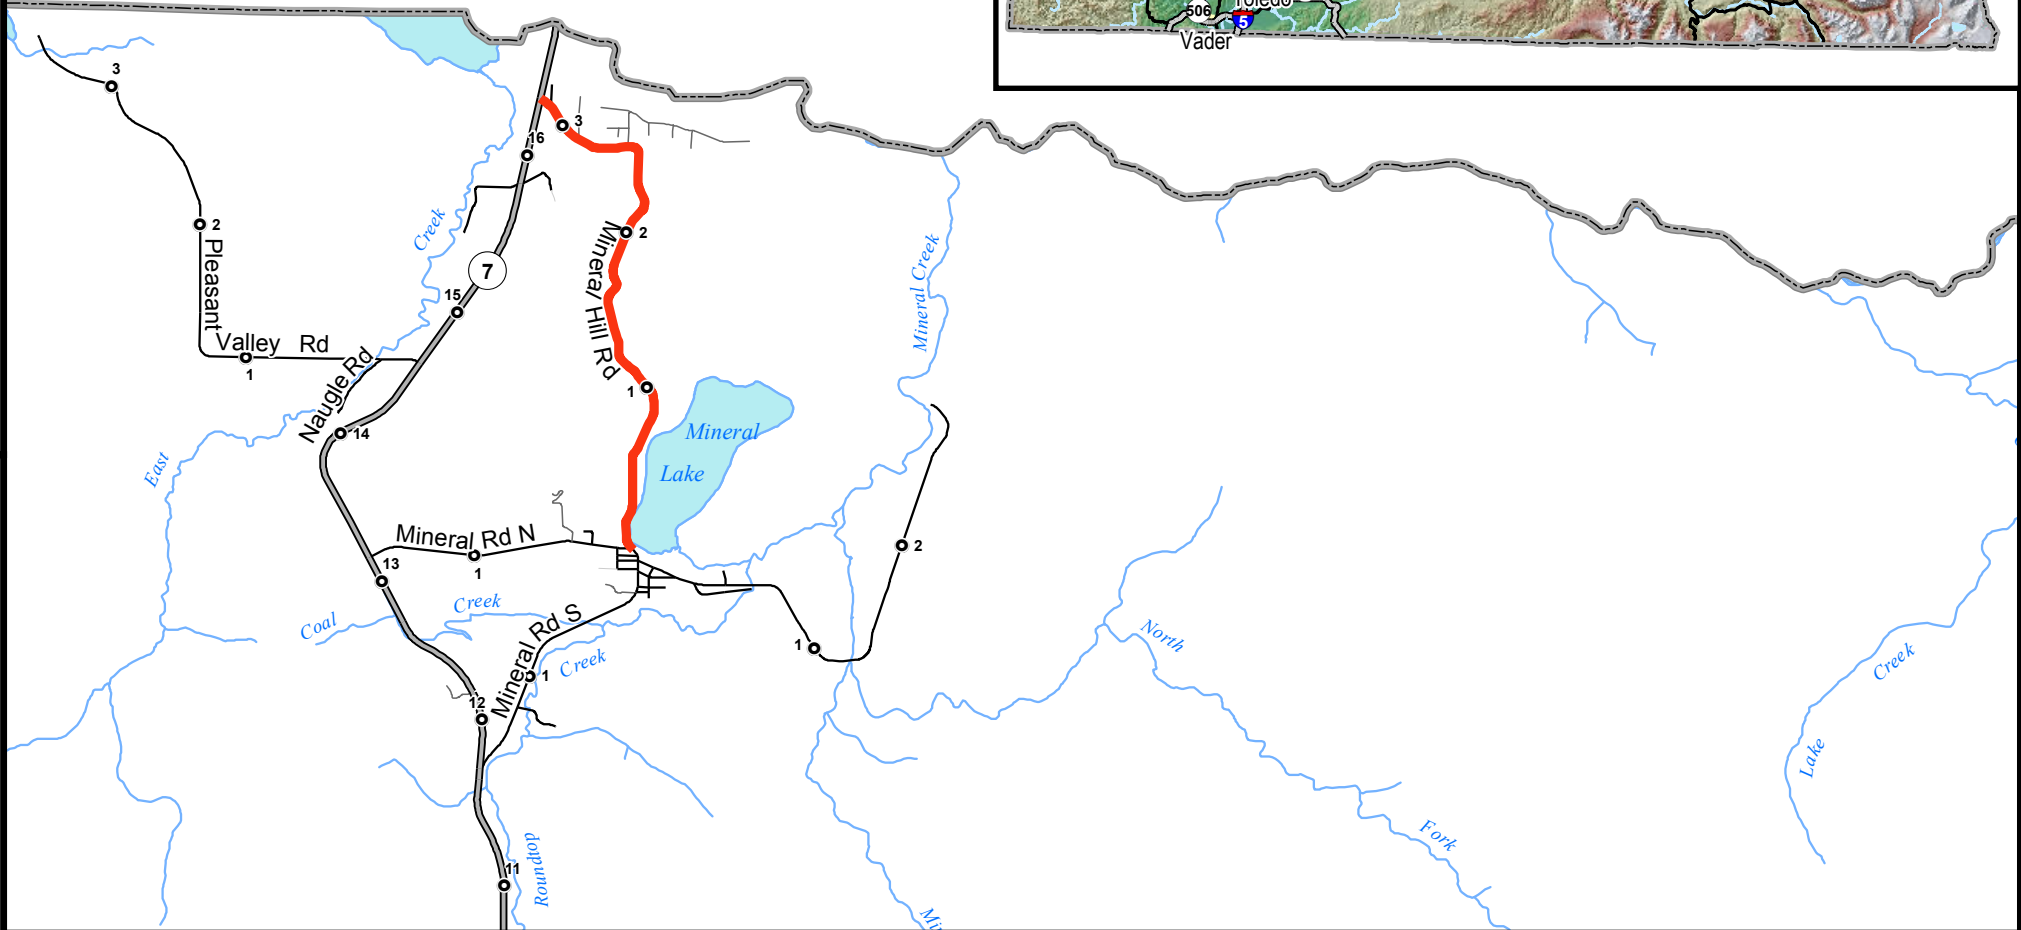 Toledo
506
5
Vader
3
3
16
2
Creek
2
Pleasant
Mineral Hill Rd
7
Mineral Creek
15
Valley Rd
1
Naugle Rd
1
14
Mineral
Lake
East
Mineral Rd N
1
13
2
Creek
Coal
Mineral Rd S
North
1
Creek
1
Creek
12
Lake
Fork
11
Roundtop